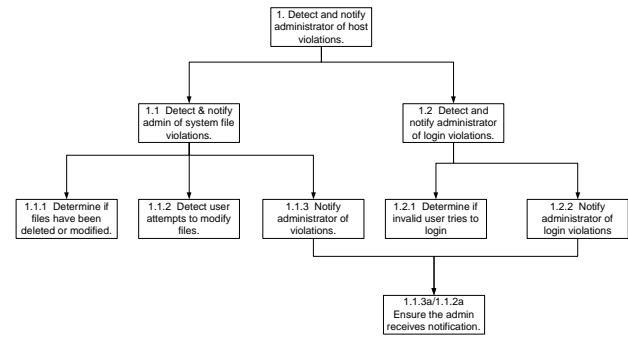 1. Detect and notify
administrator of host
violations.
1.1 Detect & notify
admin of system file
violations.
1.2 Detect and
notify administrator
of login violations.
1.1.1 Determine if
files have been
deleted or modified.
1.1.2 Detect user
attempts to modify
files.
1.1.3 Notify
administrator of
violations.
1.2.1 Determine if
invalid user tries to
login
1.2.2 Notify
administrator of
login violations
1.1.3a/1.1.2a
Ensure the admin
receives notification.